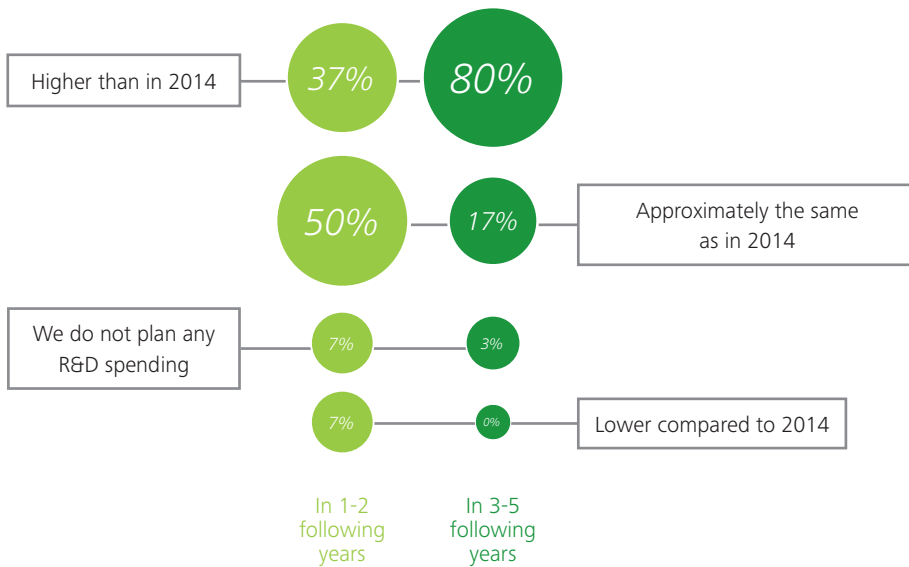 Higher than in 2014
37%
80%
50%
17%
Approximately the same
as in 2014
We do not plan any
R&D spending
7%
3%
7%
0%
Lower compared to 2014
In 1-2
following
years
In 3-5
following
years